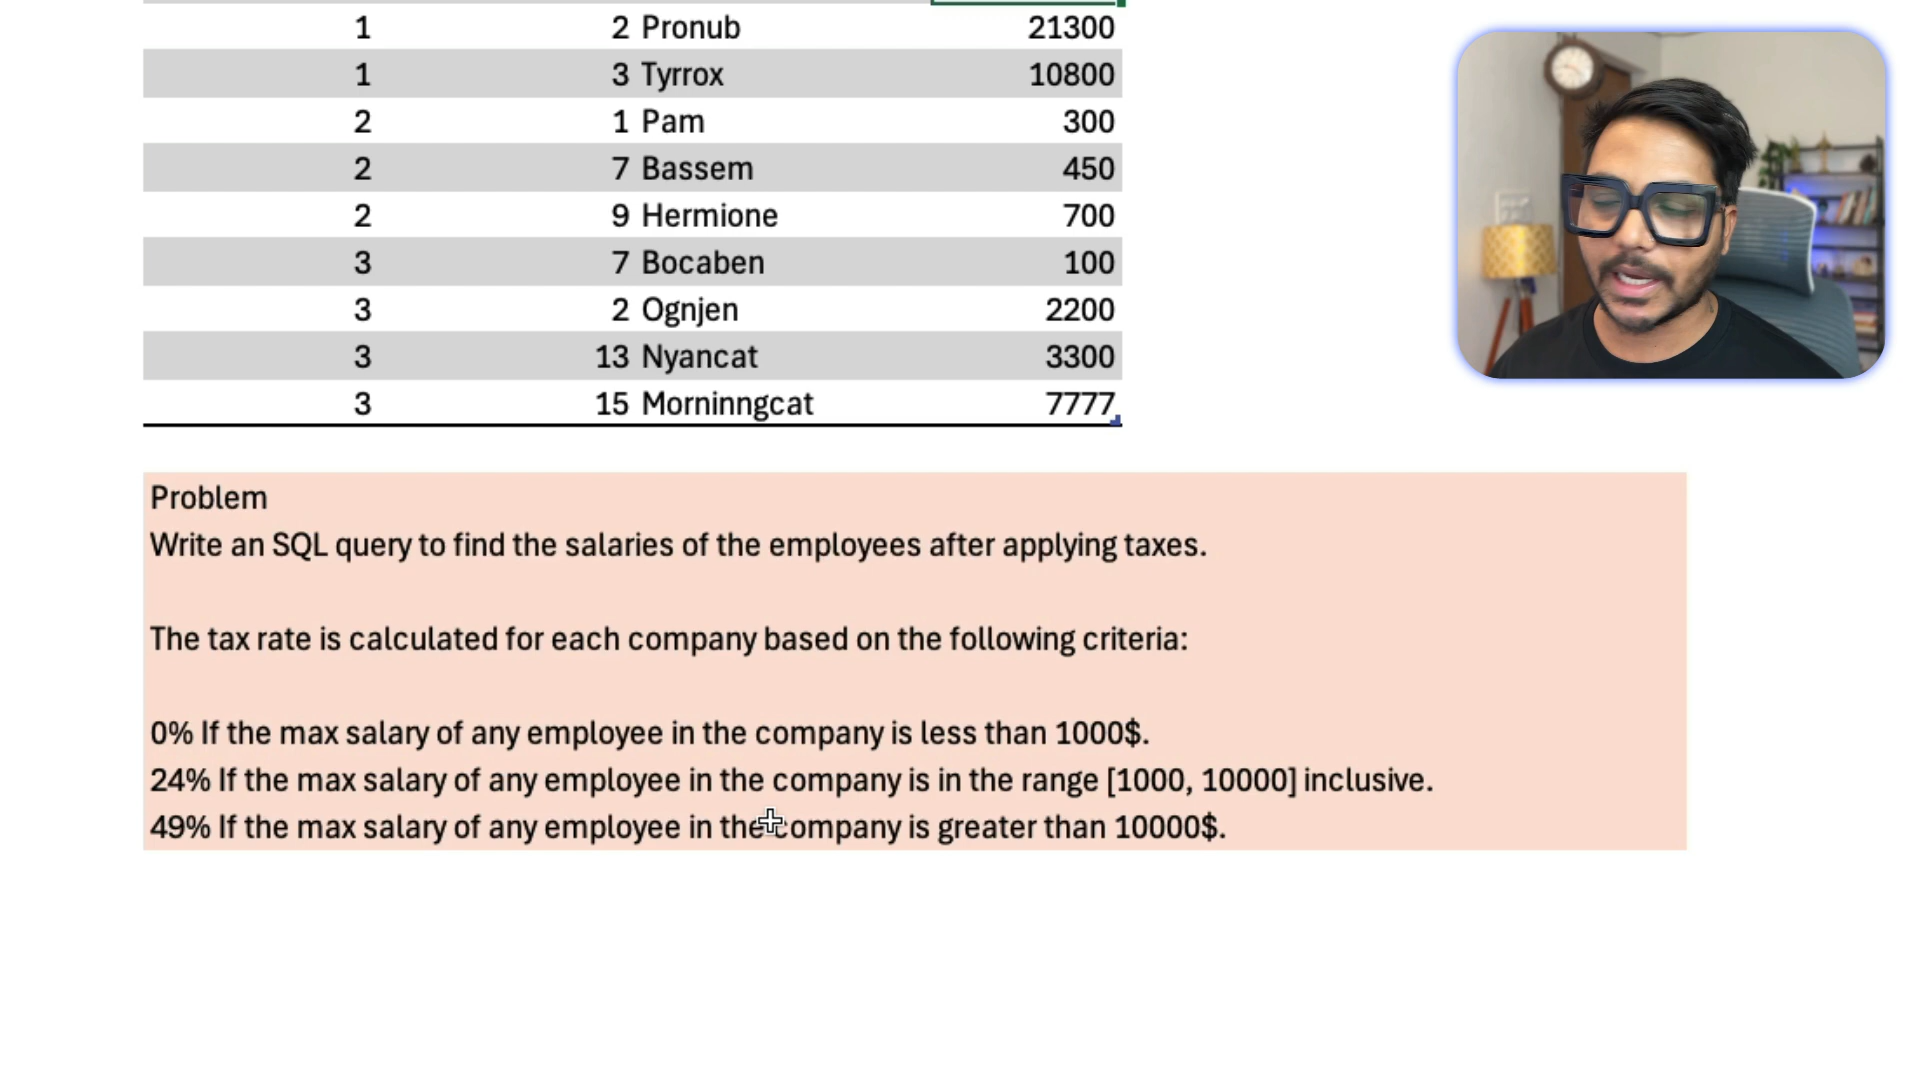 1 2 Pronub 21300
1 3 Tyrrox 10800
2 1 Pam 300
2 7 Bassem 450
2 9 Hermione 700
3 7 Bocaben 100
3 2 Ognjen 2200
3 13 Nyancat 3300
3 15 Morninngcat 7777
Problem
Write an SQL query to find the salaries of the employees after applying taxes.
The tax rate is calculated for each company based on the following criteria:
0% If the max salary of any employee in the company is less than 1000$.
24% If the max salary of any employee in the company is in the range [1000, 10000] inclusive.
49% If the max salary of any employee in the company is greater than 10000$.